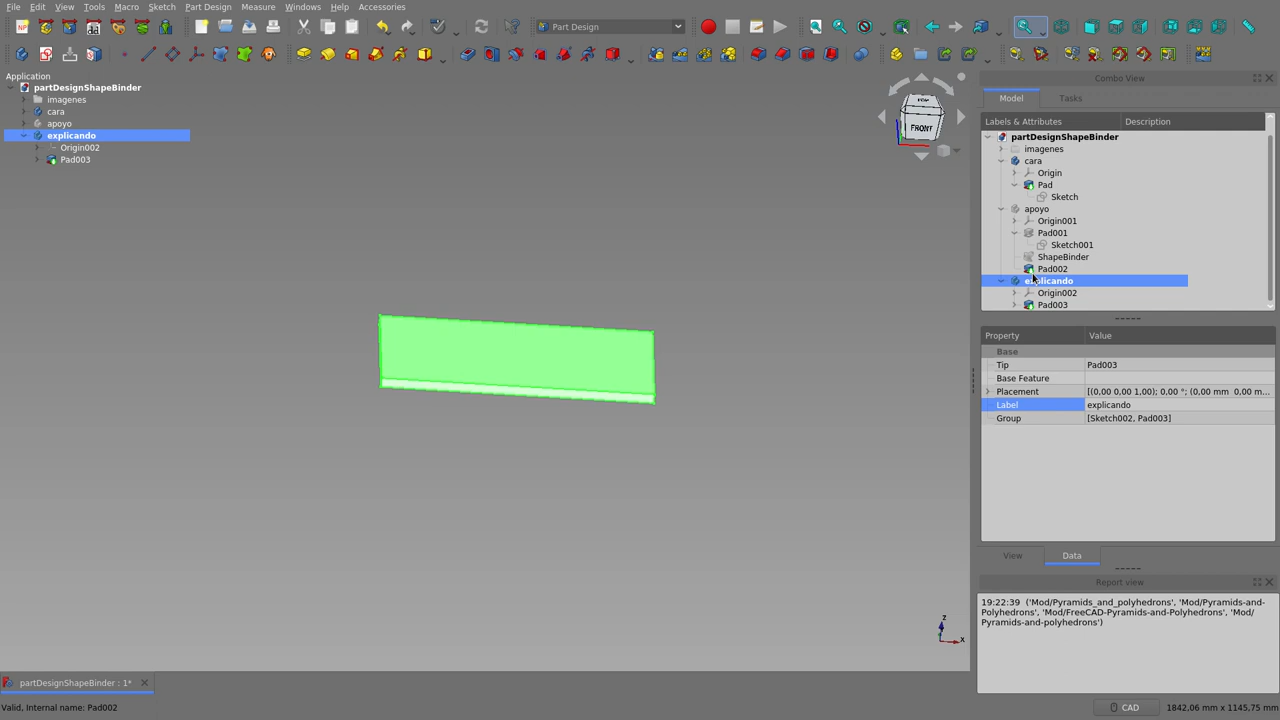 File Edit View Tools Macro Sketch Part Design Measure Windows Help Accessories
Part Design
Application
partDesignShapeBinder
imagenes
cara
apoyo
explicando
Origin002
Pad003
TOP
FRONT
z
x
Combo View
Model Tasks
Labels & Attributes Description
partDesignShapeBinder
imagenes
cara
Origin
Pad
Sketch
apoyo
Origin001
Pad001
Sketch001
ShapeBinder
Pad002
explicando
Origin002
Pad003
Property Value
Base
Tip Pad003
Base Feature
Placement [(0,00 0,00 1,00); 0,00 °; (0,00 mm 0,00 m...
Label explicando
Group [Sketch002, Pad003]
View Data
Report view
19:22:39 ('Mod/Pyramids_and_polyhedrons', 'Mod/Pyramids-and-
Polyhedrons', 'Mod/FreeCAD-Pyramids-and-Polyhedrons', 'Mod/
Pyramids-and-polyhedrons')
partDesignShapeBinder : 1*
Valid, Internal name: Pad002
CAD
1842,06 mm x 1145,75 mm